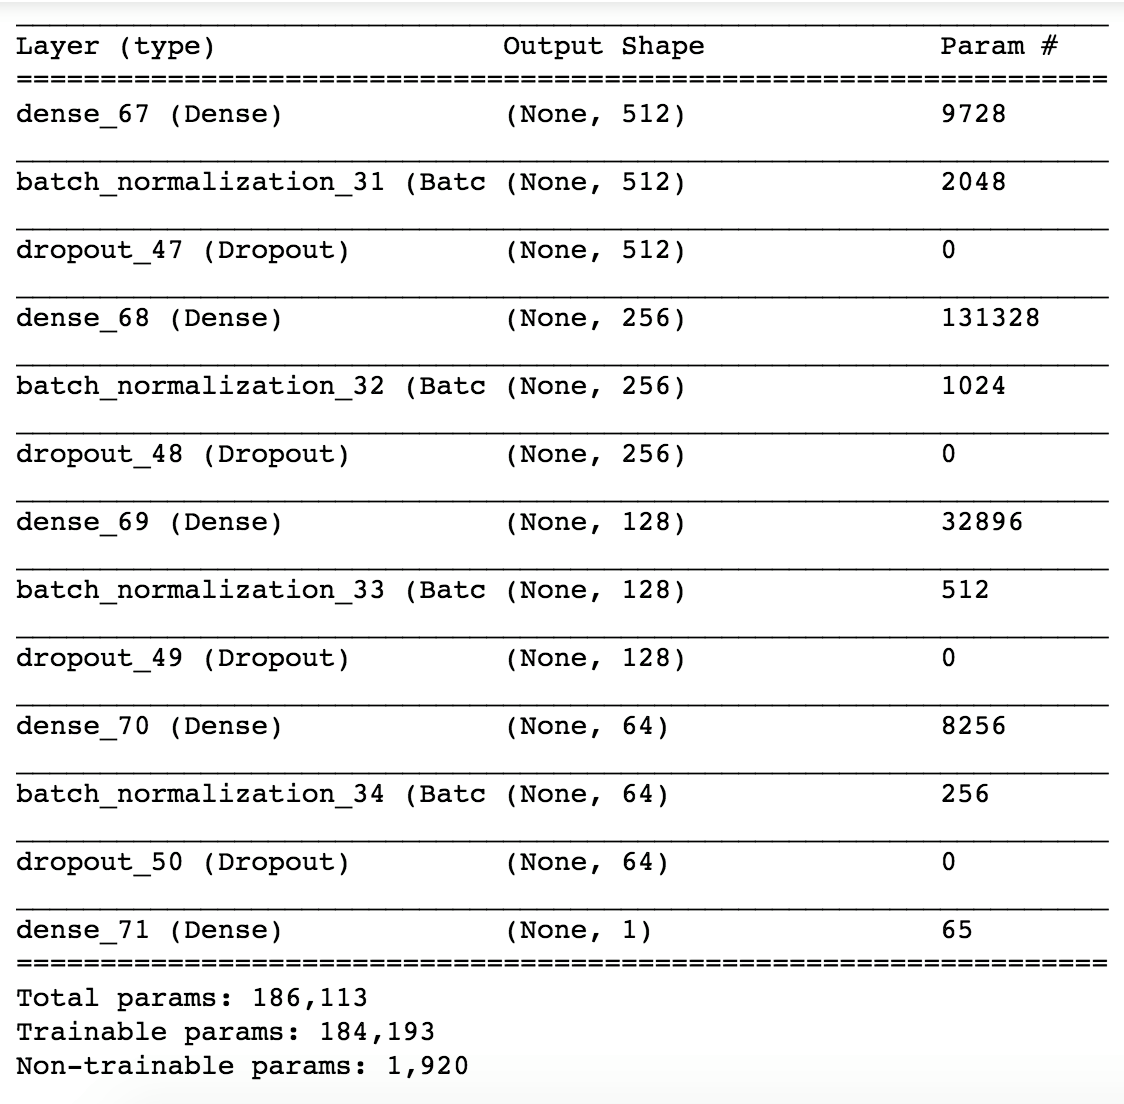 Layer (type) Output Shape Param #
=================================================================
dense_67 (Dense) (None, 512) 9728
batch_normalization_31 (Batc (None, 512) 2048
dropout_47 (Dropout) (None, 512) 0
dense_68 (Dense) (None, 256) 131328
batch_normalization_32 (Batc (None, 256) 1024
dropout_48 (Dropout) (None, 256) 0
dense_69 (Dense) (None, 128) 32896
batch_normalization_33 (Batc (None, 128) 512
dropout_49 (Dropout) (None, 128) 0
dense_70 (Dense) (None, 64) 8256
batch_normalization_34 (Batc (None, 64) 256
dropout_50 (Dropout) (None, 64) 0
dense_71 (Dense) (None, 1) 65
=================================================================
Total params: 186,113
Trainable params: 184,193
Non-trainable params: 1,920